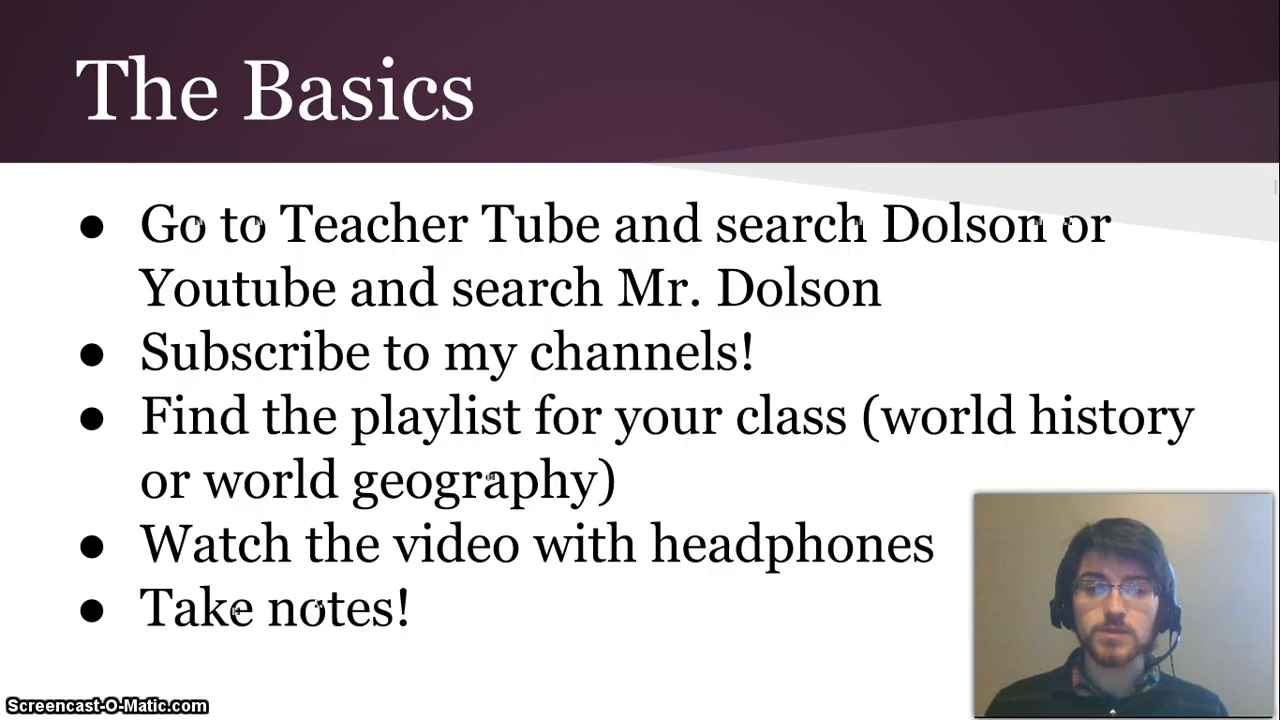 The Basics
● Go to Teacher Tube and search Dolson or
Youtube and search Mr. Dolson
● Subscribe to my channels!
● Find the playlist for your class (world history
or world geography)
● Watch the video with headphones
● Take notes!
Screencast-O-Matic.com